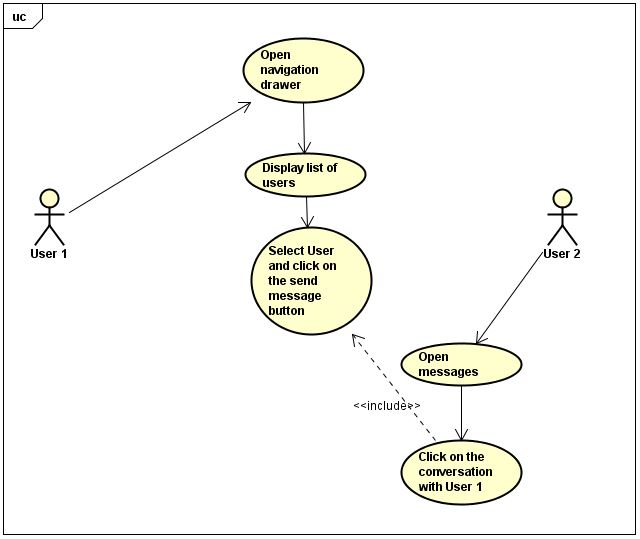 uc
Open
navigation
drawer
Display list of
users
User 1
User 2
Select User
and click on
the send
message
button
Open
messages
<<include>>
Click on the
conversation
with User 1